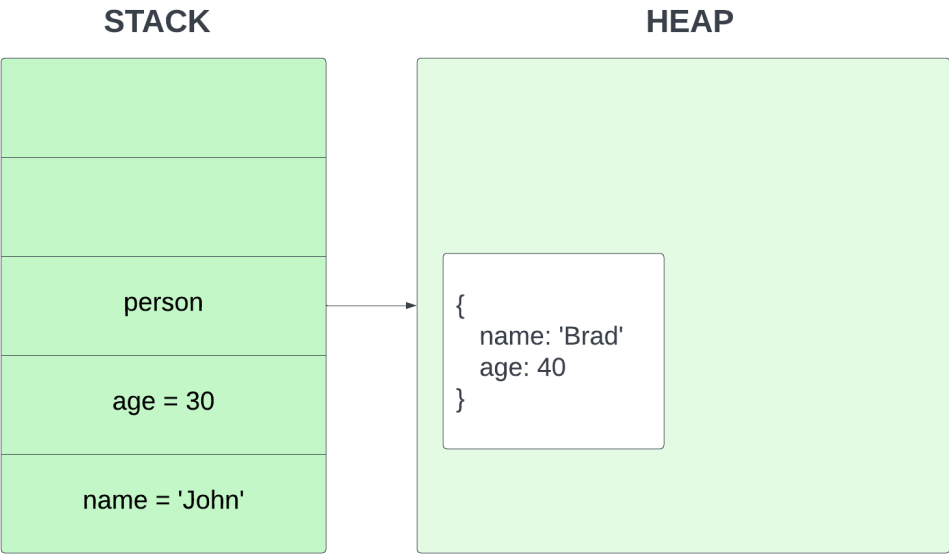 STACK
HEAP
person
age = 30
name = 'John'
{
name: 'Brad'
age: 40
}